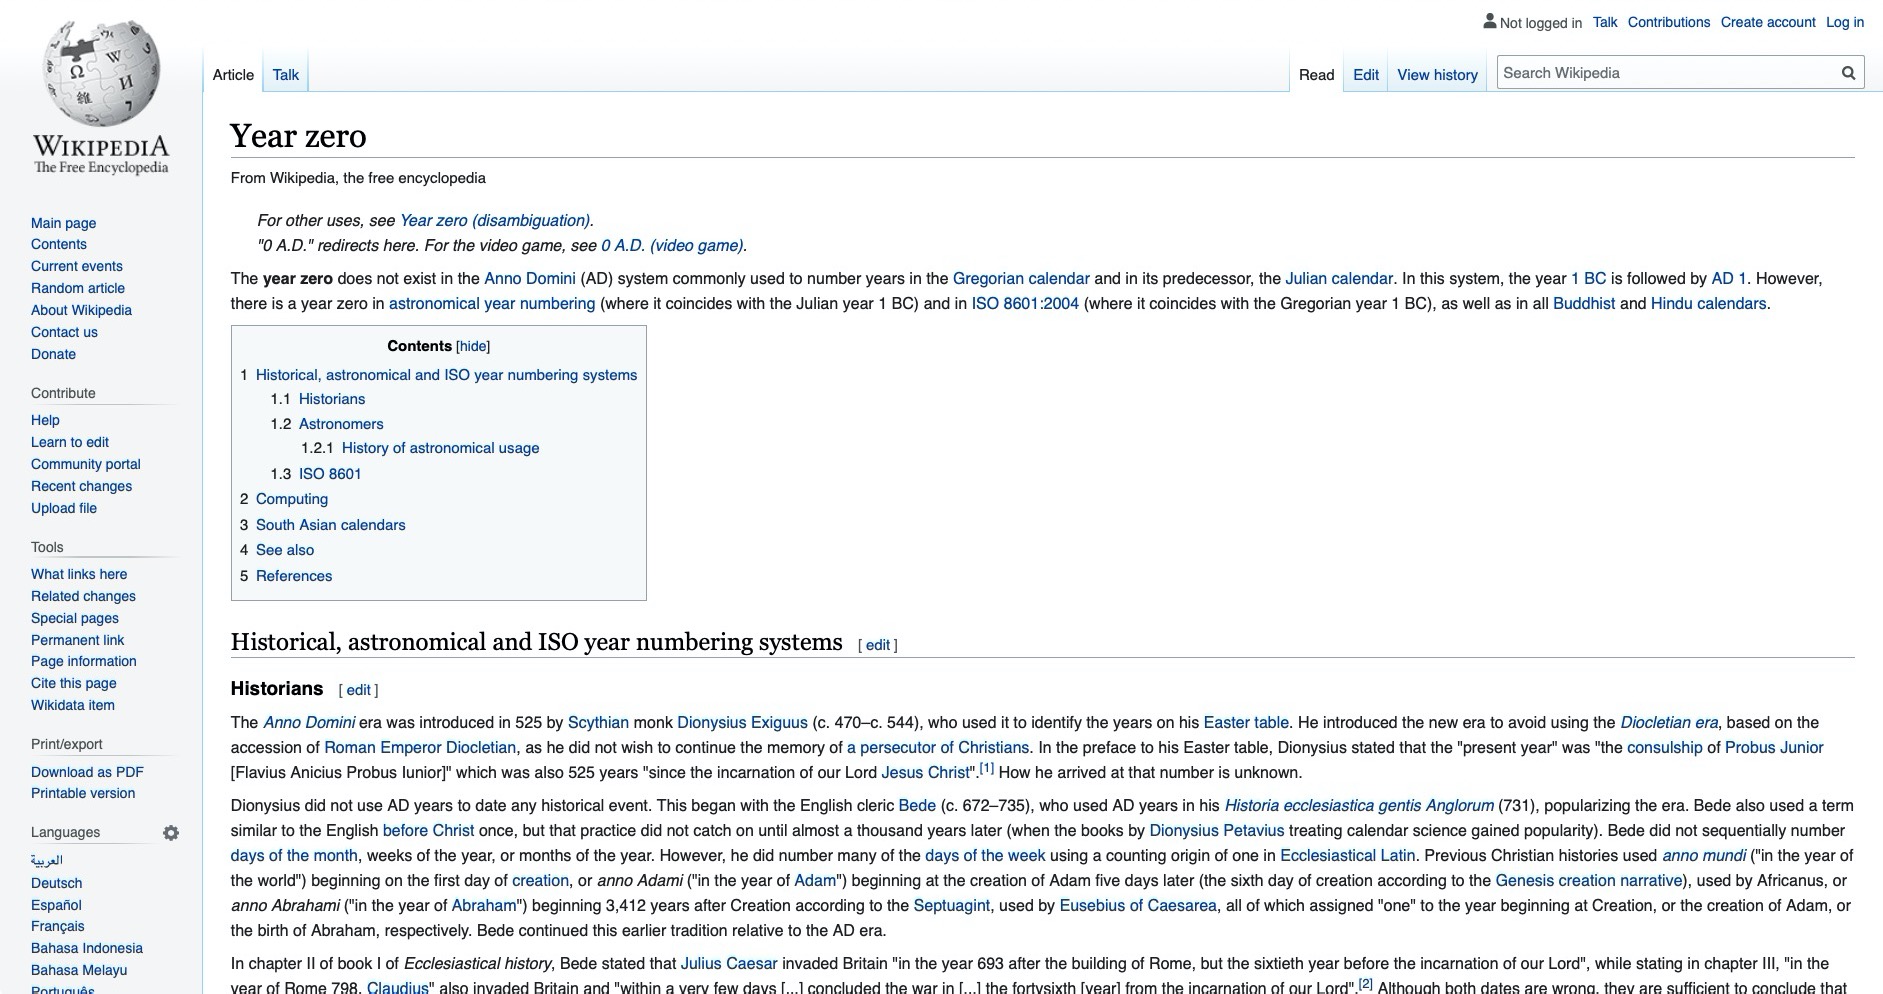 Not logged in Talk Contributions Create account Log in
Article Talk
Read Edit View history Search Wikipedia
WIKIPEDIA
The Free Encyclopedia
Main page
Contents
Current events
Random article
About Wikipedia
Contact us
Donate
Contribute
Help
Learn to edit
Community portal
Recent changes
Upload file
Tools
What links here
Related changes
Special pages
Permanent link
Page information
Cite this page
Wikidata item
Print/export
Download as PDF
Printable version
Languages
العربية
Deutsch
Español
Français
Bahasa Indonesia
Bahasa Melayu
Português
Year zero
From Wikipedia, the free encyclopedia
For other uses, see Year zero (disambiguation).
"0 A.D." redirects here. For the video game, see 0 A.D. (video game).
The year zero does not exist in the Anno Domini (AD) system commonly used to number years in the Gregorian calendar and in its predecessor, the Julian calendar. In this system, the year 1 BC is followed by AD 1. However,
there is a year zero in astronomical year numbering (where it coincides with the Julian year 1 BC) and in ISO 8601:2004 (where it coincides with the Gregorian year 1 BC), as well as in all Buddhist and Hindu calendars.
Contents [hide]
1 Historical, astronomical and ISO year numbering systems
1.1 Historians
1.2 Astronomers
1.2.1 History of astronomical usage
1.3 ISO 8601
2 Computing
3 South Asian calendars
4 See also
5 References
Historical, astronomical and ISO year numbering systems [ edit ]
Historians [ edit ]
The Anno Domini era was introduced in 525 by Scythian monk Dionysius Exiguus (c. 470–c. 544), who used it to identify the years on his Easter table. He introduced the new era to avoid using the Diocletian era, based on the
accession of Roman Emperor Diocletian, as he did not wish to continue the memory of a persecutor of Christians. In the preface to his Easter table, Dionysius stated that the "present year" was "the consulship of Probus Junior
[Flavius Anicius Probus Iunior]" which was also 525 years "since the incarnation of our Lord Jesus Christ".[1] How he arrived at that number is unknown.
Dionysius did not use AD years to date any historical event. This began with the English cleric Bede (c. 672–735), who used AD years in his Historia ecclesiastica gentis Anglorum (731), popularizing the era. Bede also used a term
similar to the English before Christ once, but that practice did not catch on until almost a thousand years later (when the books by Dionysius Petavius treating calendar science gained popularity). Bede did not sequentially number
days of the month, weeks of the year, or months of the year. However, he did number many of the days of the week using a counting origin of one in Ecclesiastical Latin. Previous Christian histories used anno mundi ("in the year of
the world") beginning on the first day of creation, or anno Adami ("in the year of Adam") beginning at the creation of Adam five days later (the sixth day of creation according to the Genesis creation narrative), used by Africanus, or
anno Abrahami ("in the year of Abraham") beginning 3,412 years after Creation according to the Septuagint, used by Eusebius of Caesarea, all of which assigned "one" to the year beginning at Creation, or the creation of Adam, or
the birth of Abraham, respectively. Bede continued this earlier tradition relative to the AD era.
In chapter II of book I of Ecclesiastical history, Bede stated that Julius Caesar invaded Britain "in the year 693 after the building of Rome, but the sixtieth year before the incarnation of our Lord", while stating in chapter III, "in the
year of Rome 798, Claudius" also invaded Britain and "within a very few days [...] concluded the war in [...] the fortysixth [year] from the incarnation of our Lord".[2] Although both dates are wrong, they are sufficient to conclude that